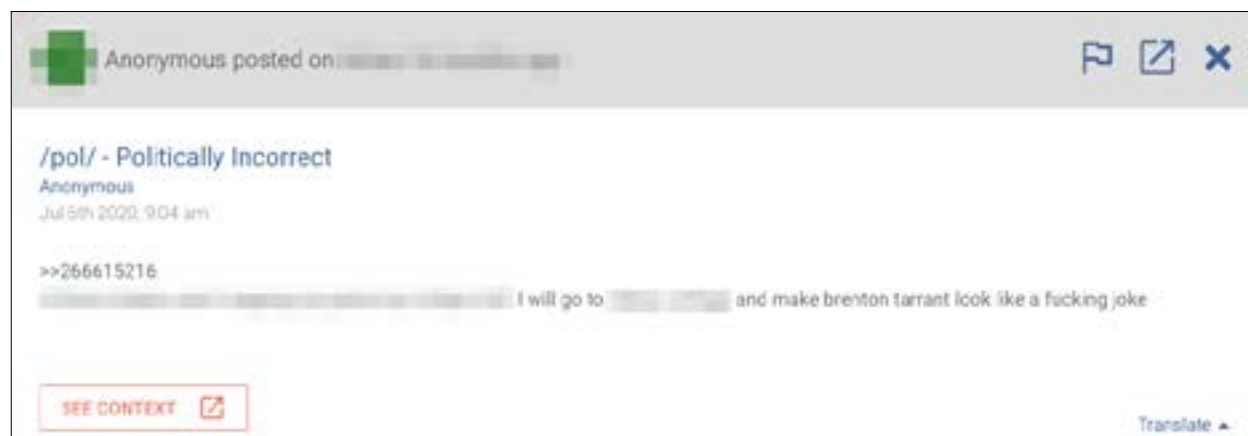 Anonymous posted on
/pol/ - Politically Incorrect
Anonymous
Jul 6th 2020, 9:04 am
>>266615216
I will go to and make brenton tarrant look like a fucking joke
SEE CONTEXT
Translate